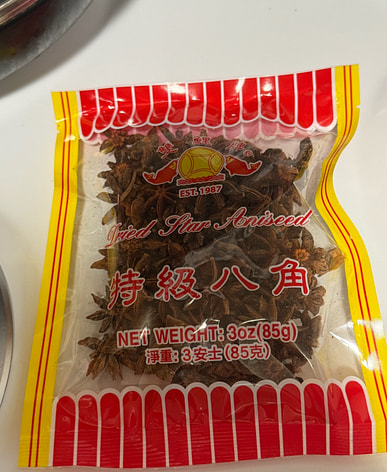 EST. 1987
Dried Star Aniseed
特級八角
NET WEIGHT: 3oz(85g)
淨重: 3安士(85克)